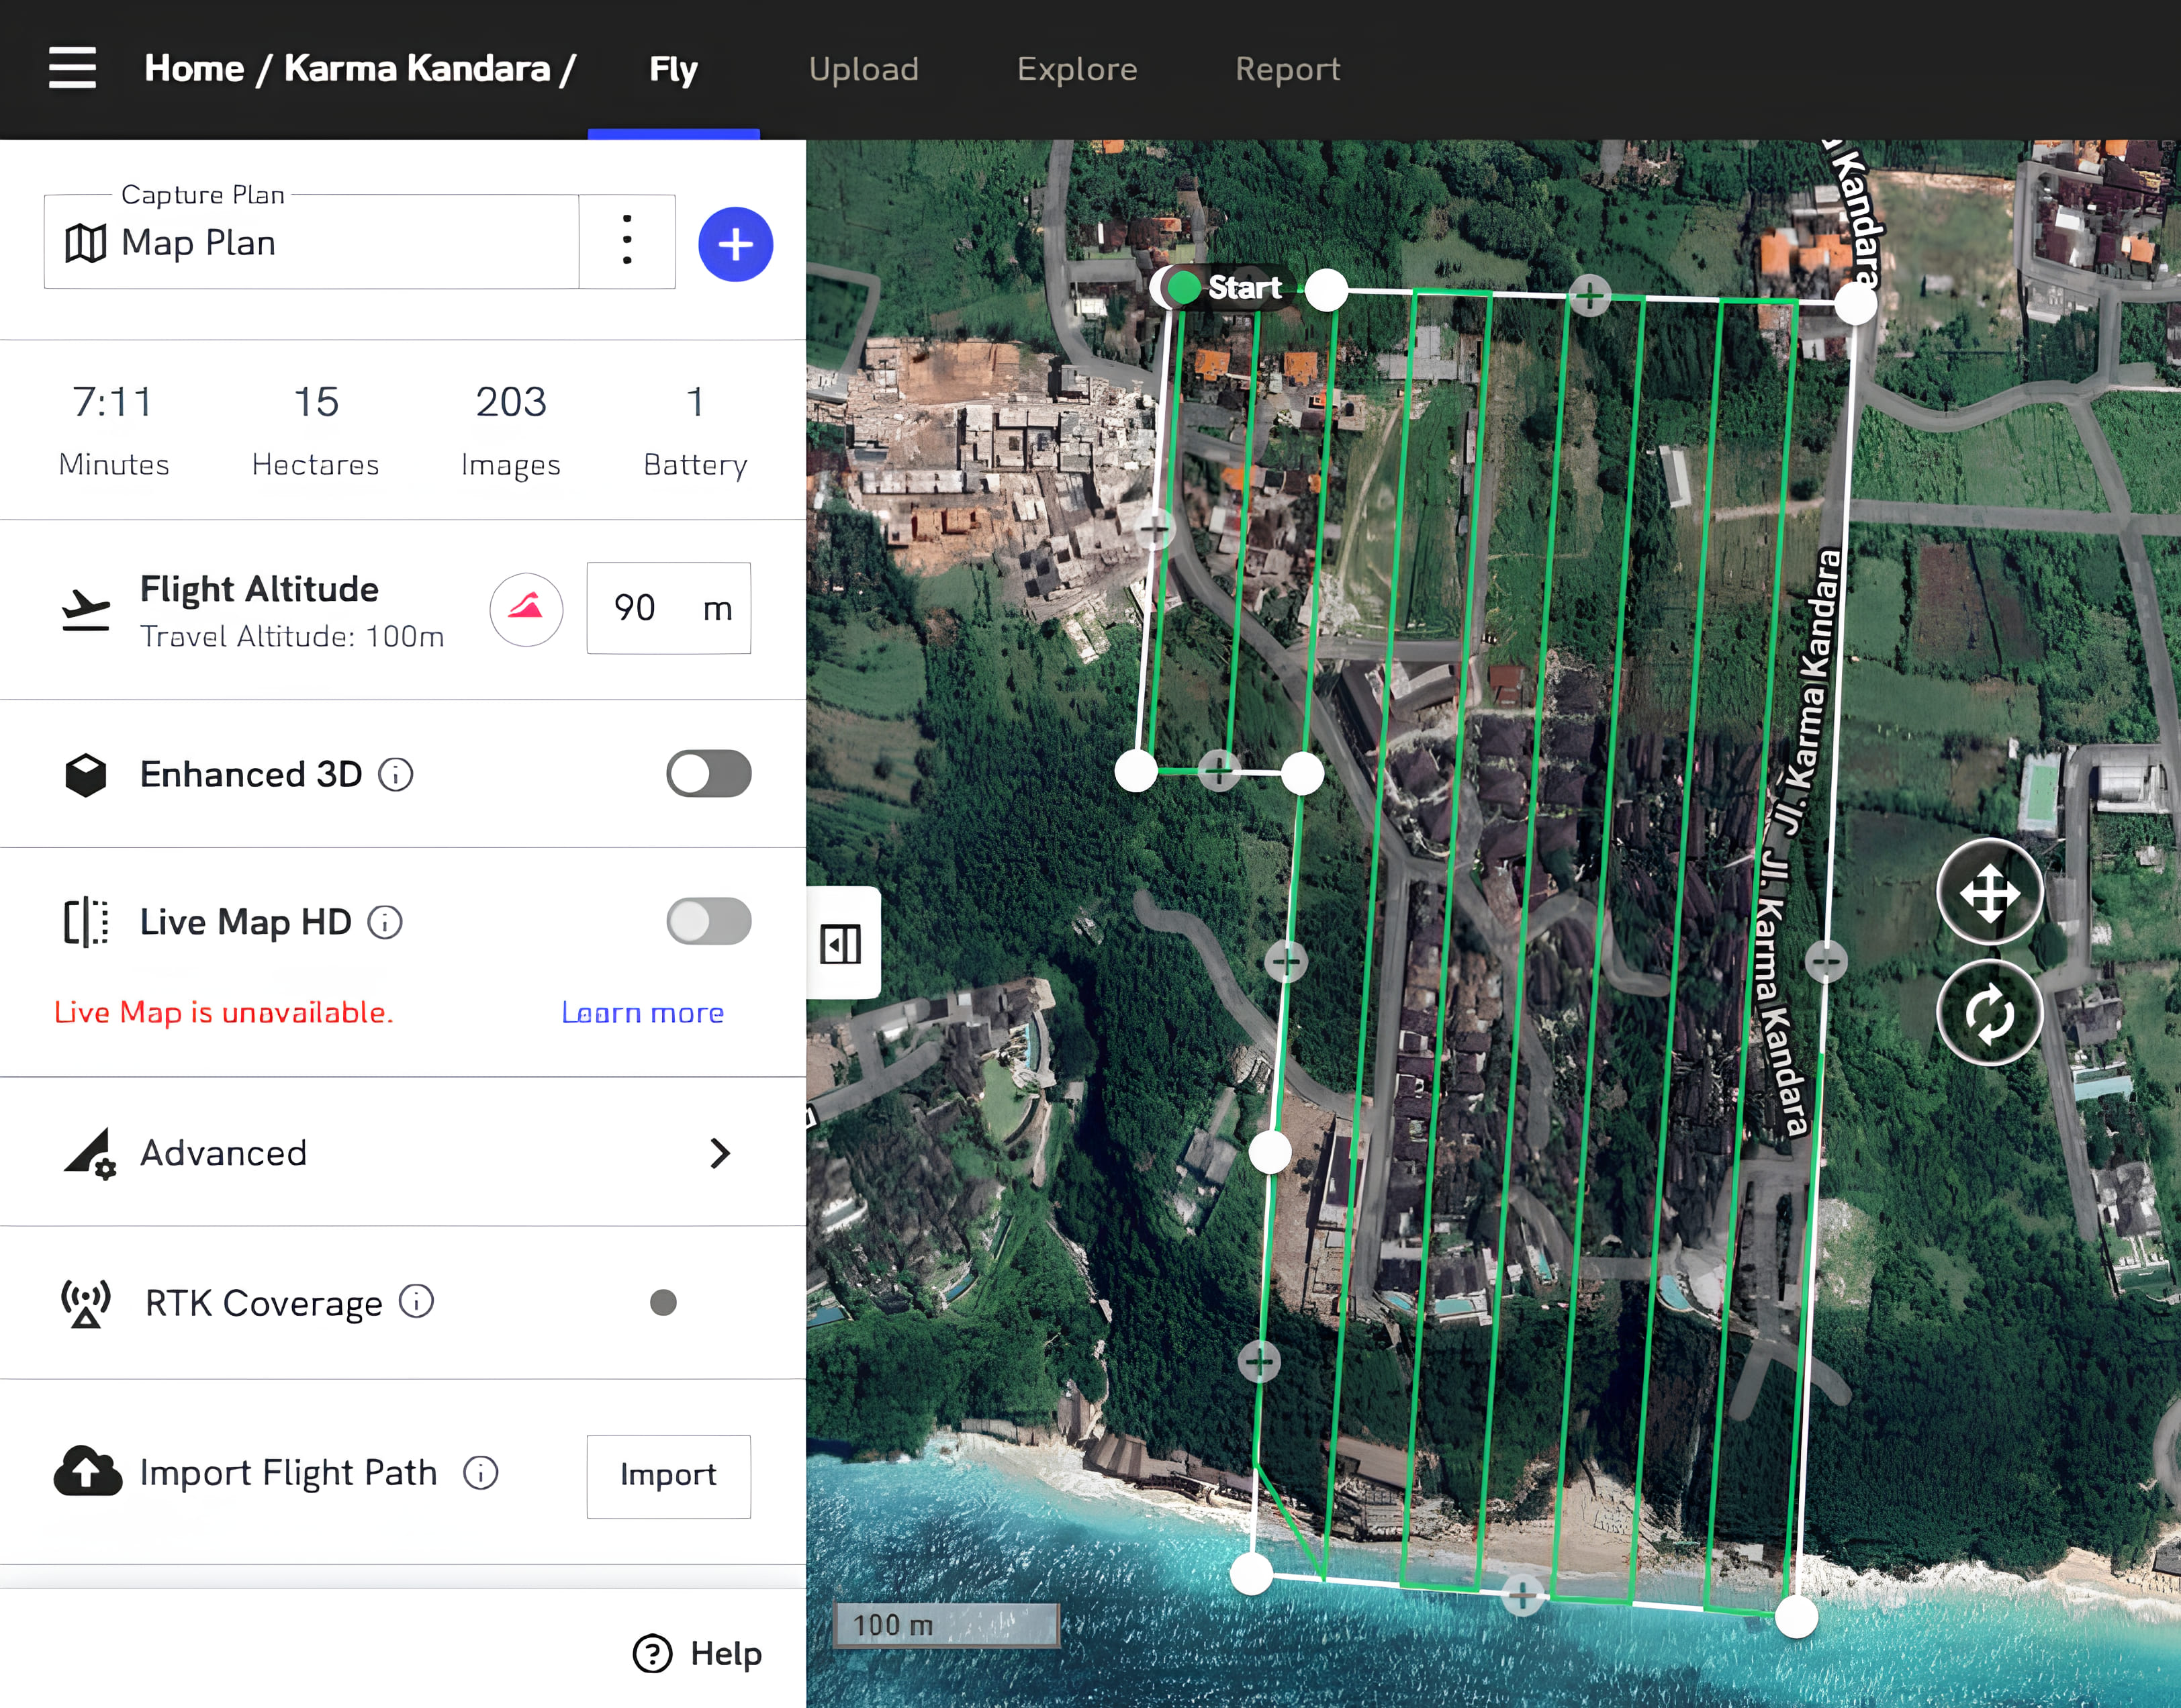 Home / Karma Kandara / Fly Upload Explore Report
Capture Plan
Map Plan
7:11 15 203 1
Minutes Hectares Images Battery
Flight Altitude
Travel Altitude: 100m
90 m
Enhanced 3D
Live Map HD
Live Map is unavailable. Learn more
Advanced
RTK Coverage
Import Flight Path
Import
Help
Start
Kandara
Jl. Karma Kandara
Jl. Karma Kandara
100 m